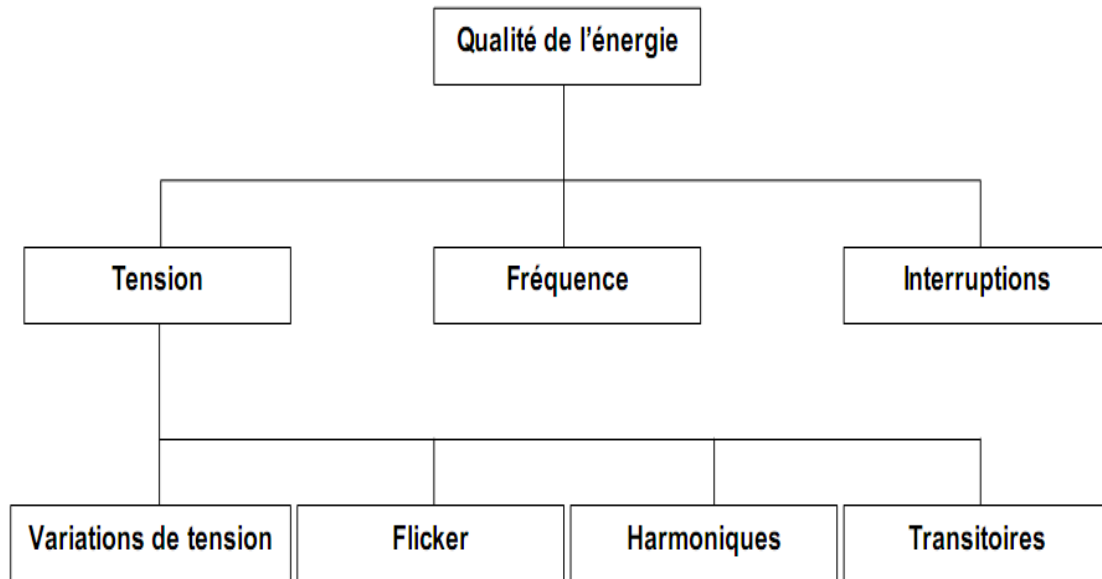 Qualité de l’énergie
Tension
Fréquence
Interruptions
Variations de tension
Flicker
Harmoniques
Transitoires